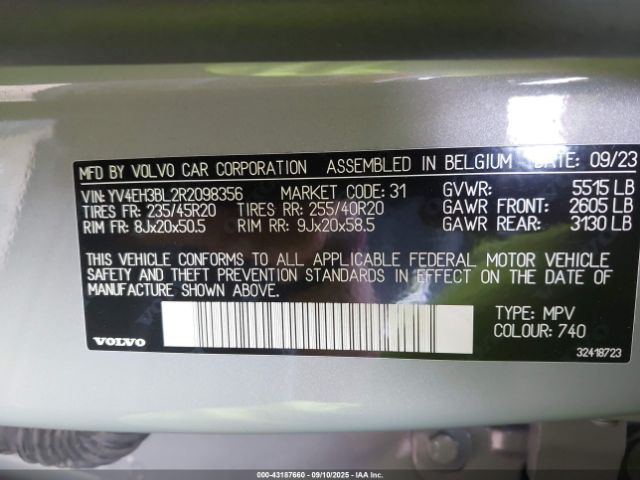 MFD BY VOLVO CAR CORPORATION ASSEMBLED IN BELGIUM DATE: 09/23
VIN: YV4EH3BL2R2098356 MARKET CODE: 31 GVWR: 5515 LB
TIRES FR: 235/45R20 TIRES RR: 255/40R20 GAWR FRONT: 2605 LB
RIM FR: 8Jx20x50.5 RIM RR: 9Jx20x58.5 GAWR REAR: 3130 LB
THIS VEHICLE CONFORMS TO ALL APPLICABLE FEDERAL MOTOR VEHICLE
SAFETY AND THEFT PREVENTION STANDARDS IN EFFECT ON THE DATE OF
MANUFACTURE SHOWN ABOVE.
TYPE: MPV
COLOUR: 740
VOLVO
32418723
000-43187660 - 09/10/2025 - IAAI.COM